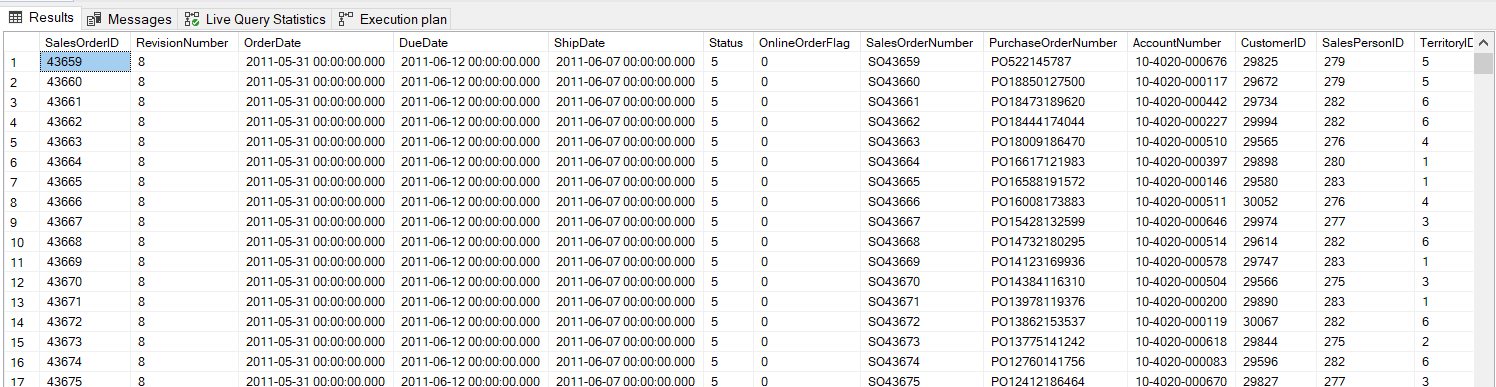 Results Messages Live Query Statistics Execution plan
SalesOrderID RevisionNumber OrderDate DueDate ShipDate Status OnlineOrderFlag SalesOrderNumber PurchaseOrderNumber AccountNumber CustomerID SalesPersonID TerritoryID
1 43659 8 2011-05-31 00:00:00.000 2011-06-12 00:00:00.000 2011-06-07 00:00:00.000 5 0 SO43659 PO522145787 10-4020-000676 29825 279 5
2 43660 8 2011-05-31 00:00:00.000 2011-06-12 00:00:00.000 2011-06-07 00:00:00.000 5 0 SO43660 PO18850127500 10-4020-000117 29672 279 5
3 43661 8 2011-05-31 00:00:00.000 2011-06-12 00:00:00.000 2011-06-07 00:00:00.000 5 0 SO43661 PO18473189620 10-4020-000442 29734 282 6
4 43662 8 2011-05-31 00:00:00.000 2011-06-12 00:00:00.000 2011-06-07 00:00:00.000 5 0 SO43662 PO18444174044 10-4020-000227 29994 282 6
5 43663 8 2011-05-31 00:00:00.000 2011-06-12 00:00:00.000 2011-06-07 00:00:00.000 5 0 SO43663 PO18009186470 10-4020-000510 29565 276 4
6 43664 8 2011-05-31 00:00:00.000 2011-06-12 00:00:00.000 2011-06-07 00:00:00.000 5 0 SO43664 PO16617121983 10-4020-000397 29898 280 1
7 43665 8 2011-05-31 00:00:00.000 2011-06-12 00:00:00.000 2011-06-07 00:00:00.000 5 0 SO43665 PO16588191572 10-4020-000146 29580 283 1
8 43666 8 2011-05-31 00:00:00.000 2011-06-12 00:00:00.000 2011-06-07 00:00:00.000 5 0 SO43666 PO16008173883 10-4020-000511 30052 276 4
9 43667 8 2011-05-31 00:00:00.000 2011-06-12 00:00:00.000 2011-06-07 00:00:00.000 5 0 SO43667 PO15428132599 10-4020-000646 29974 277 3
10 43668 8 2011-05-31 00:00:00.000 2011-06-12 00:00:00.000 2011-06-07 00:00:00.000 5 0 SO43668 PO14732180295 10-4020-000514 29614 282 6
11 43669 8 2011-05-31 00:00:00.000 2011-06-12 00:00:00.000 2011-06-07 00:00:00.000 5 0 SO43669 PO14123169936 10-4020-000578 29747 283 1
12 43670 8 2011-05-31 00:00:00.000 2011-06-12 00:00:00.000 2011-06-07 00:00:00.000 5 0 SO43670 PO14384116310 10-4020-000504 29566 275 3
13 43671 8 2011-05-31 00:00:00.000 2011-06-12 00:00:00.000 2011-06-07 00:00:00.000 5 0 SO43671 PO13978119376 10-4020-000200 29890 283 1
14 43672 8 2011-05-31 00:00:00.000 2011-06-12 00:00:00.000 2011-06-07 00:00:00.000 5 0 SO43672 PO13862153537 10-4020-000119 30067 282 6
15 43673 8 2011-05-31 00:00:00.000 2011-06-12 00:00:00.000 2011-06-07 00:00:00.000 5 0 SO43673 PO13775141242 10-4020-000618 29844 275 2
16 43674 8 2011-05-31 00:00:00.000 2011-06-12 00:00:00.000 2011-06-07 00:00:00.000 5 0 SO43674 PO12760141756 10-4020-000083 29596 282 6
17 43675 8 2011-05-31 00:00:00.000 2011-06-12 00:00:00.000 2011-06-07 00:00:00.000 5 0 SO43675 PO12412186464 10-4020-000670 29827 277 3